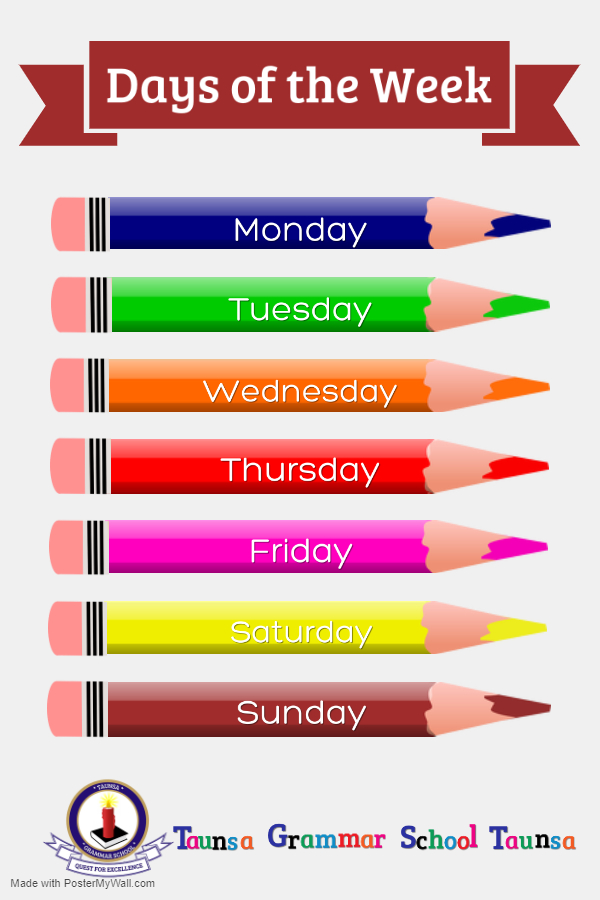 Days of the Week
Monday
Tuesday
Wednesday
Thursday
Friday
Saturday
Sunday
TAUNSA
GRAMMAR SCHOOL
QUEST FOR EXCELLENCE
Taunsa Grammar School Taunsa
Made with PosterMyWall.com